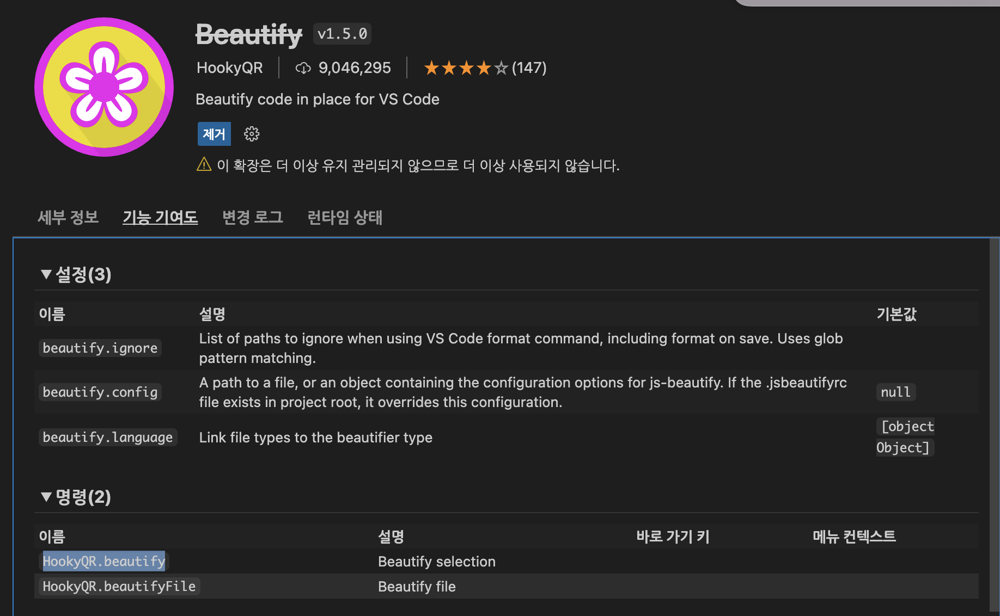 Beautify v1.5.0
HookyQR 9,046,295 (147)
Beautify code in place for VS Code
제거
이 확장은 더 이상 유지 관리되지 않으므로 더 이상 사용되지 않습니다.
세부 정보 기능 기여도 변경 로그 런타임 상태
▼설정(3)
이름 설명 기본값
beautify.ignore List of paths to ignore when using VS Code format command, including format on save. Uses glob
pattern matching.
beautify.config A path to a file, or an object containing the configuration options for js-beautify. If the .jsbeautifyrc
file exists in project root, it overrides this configuration. null
beautify.language Link file types to the beautifier type [object
Object]
▼명령(2)
이름 설명 바로 가기 키 메뉴 컨텍스트
HookyQR.beautify Beautify selection
HookyQR.beautifyFile Beautify file